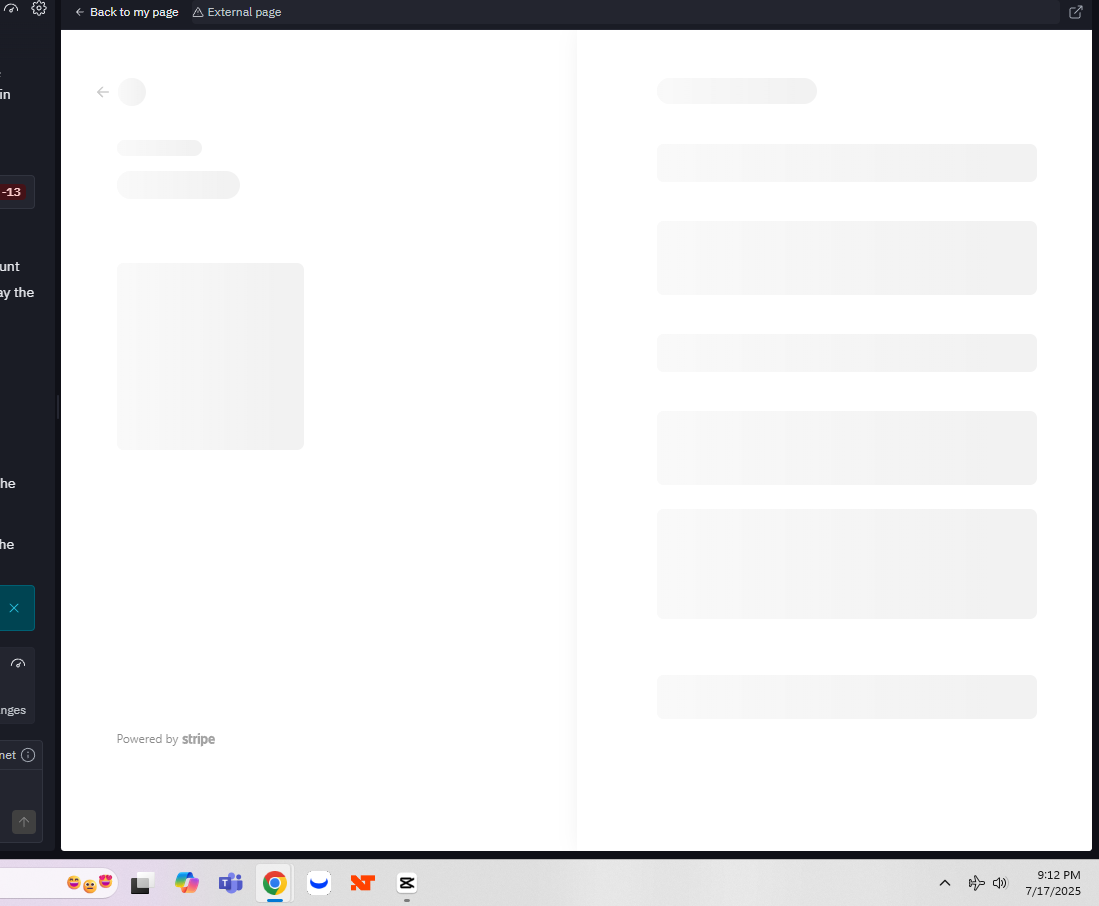 Back to my page
External page
in
-13
unt
ay the
he
he
nges
net
Powered by stripe
9:12 PM
7/17/2025